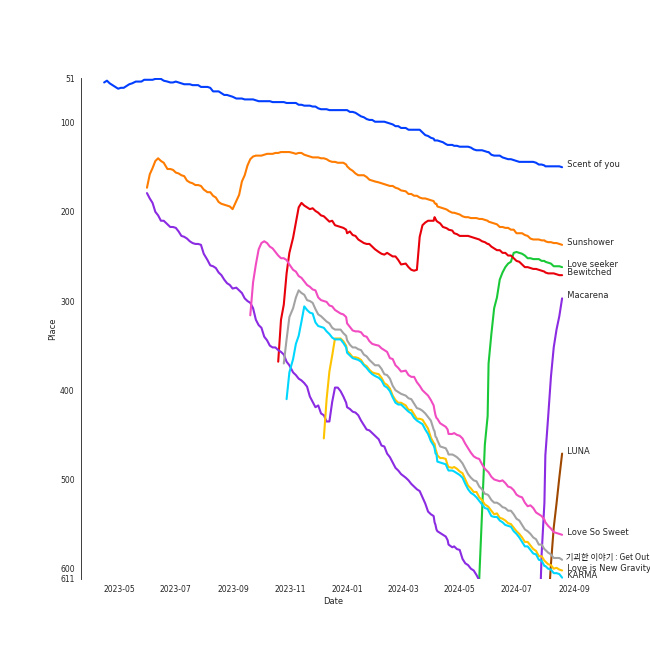 51
100
200
300
400
500
600
611
Place
2023-05
2023-07
2023-09
2023-11
2024-01
2024-03
2024-05
2024-07
2024-09
Date
Scent of you
Sunshower
Love seeker
Bewitched
Macarena
LUNA
Love So Sweet
기괴한 이야기 : Get Out
Love is New Gravity
KARMA